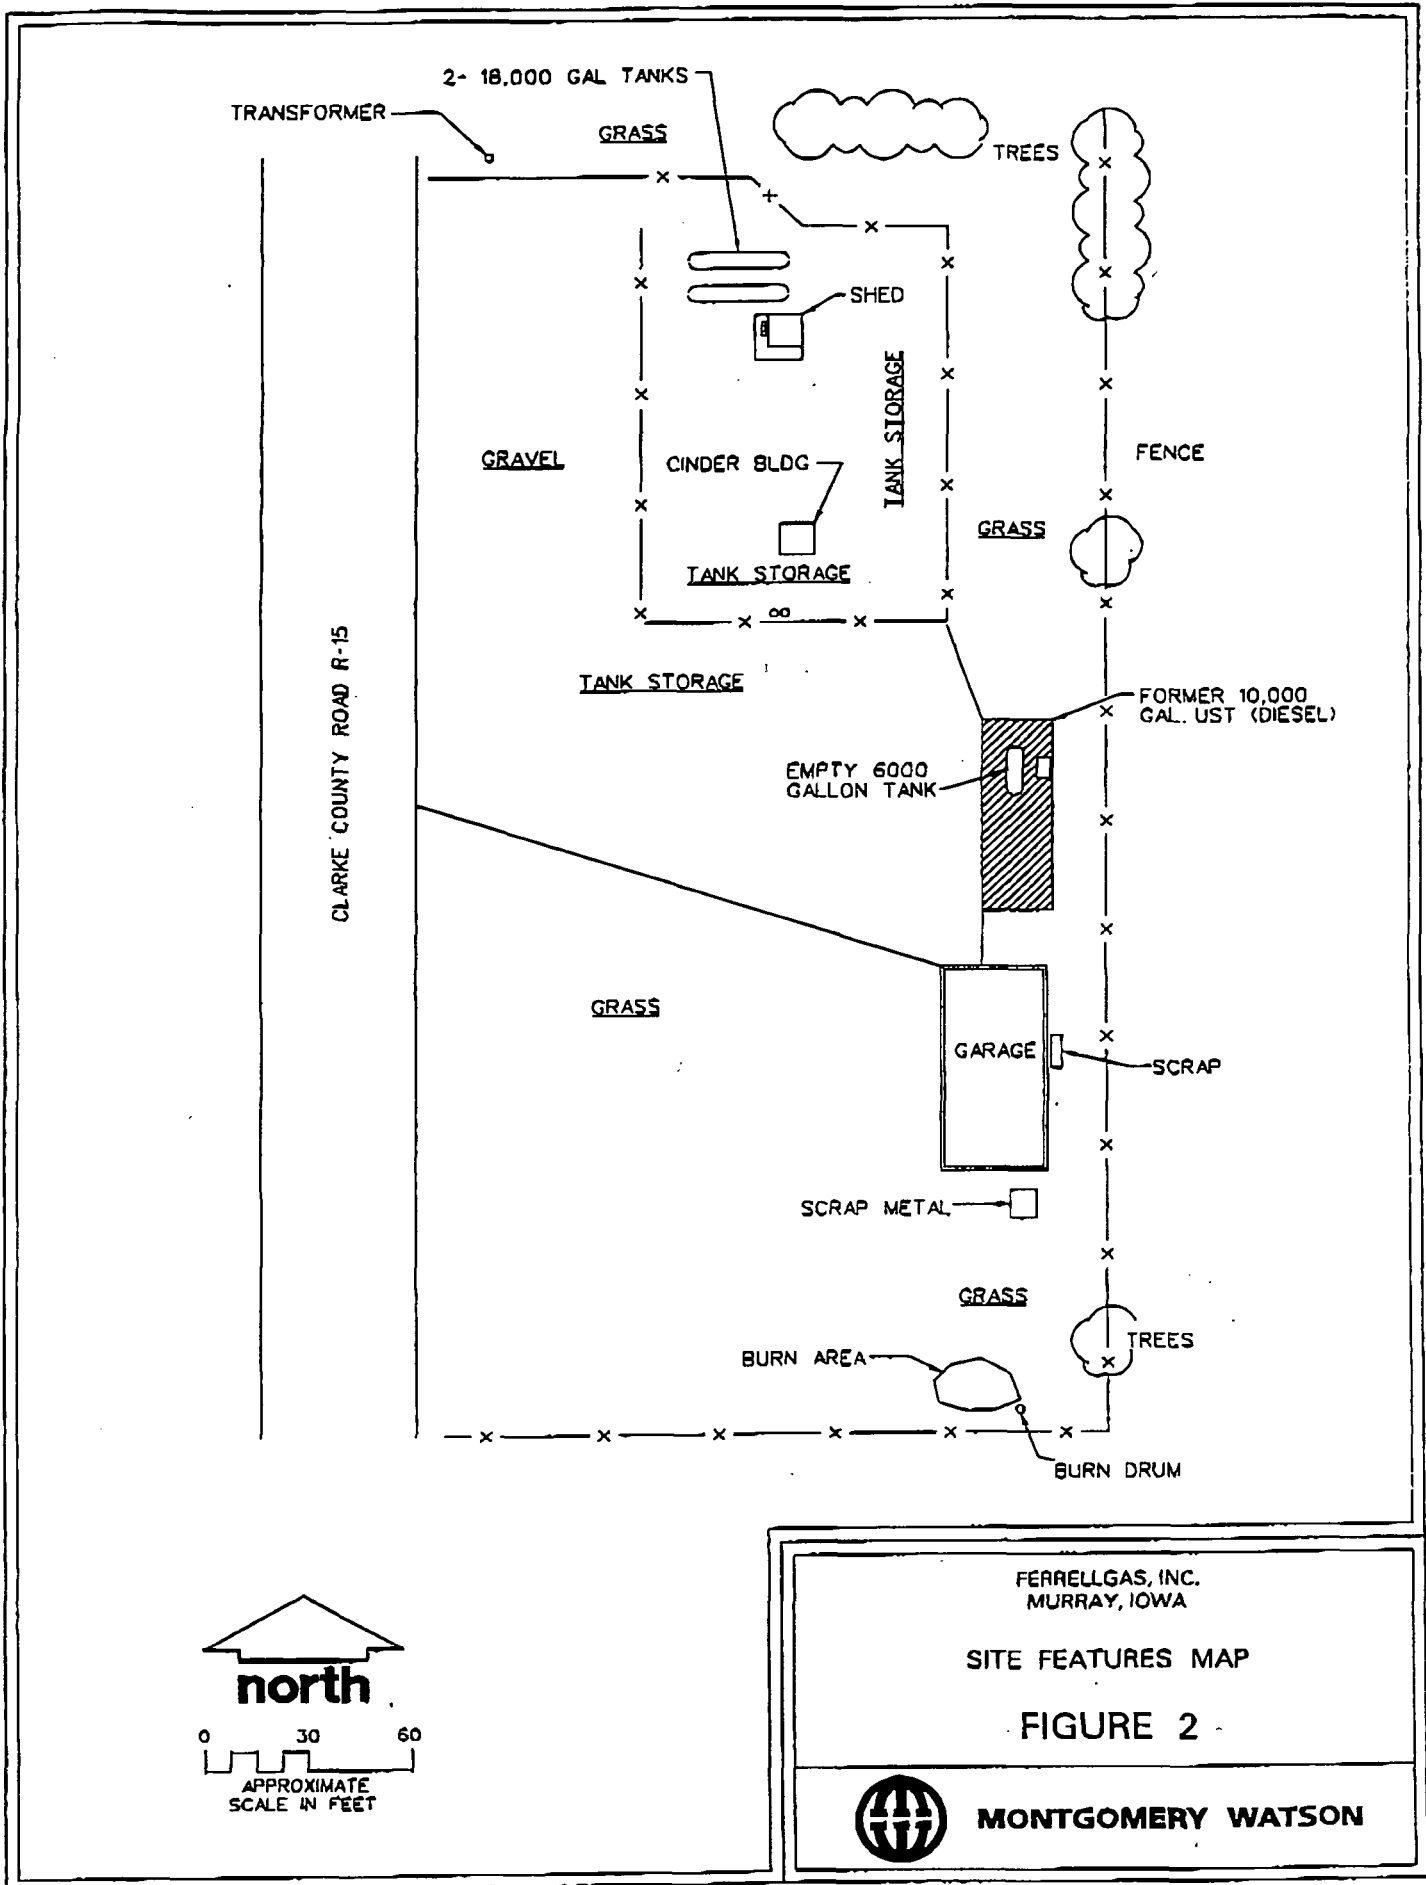 2- 18,000 GAL TANKS
TRANSFORMER
GRASS
TREES
SHED
TANK STORAGE
GRAVEL
CINDER BLDG
FENCE
GRASS
TANK STORAGE
TANK STORAGE
CLARKE COUNTY ROAD R-15
FORMER 10,000
GAL. UST (DIESEL)
EMPTY 6000
GALLON TANK
GRASS
GARAGE
SCRAP
SCRAP METAL
GRASS
TREES
BURN AREA
BURN DRUM
north
0 30 60
APPROXIMATE
SCALE IN FEET
FERRELLGAS, INC.
MURRAY, IOWA
SITE FEATURES MAP
FIGURE 2
MONTGOMERY WATSON